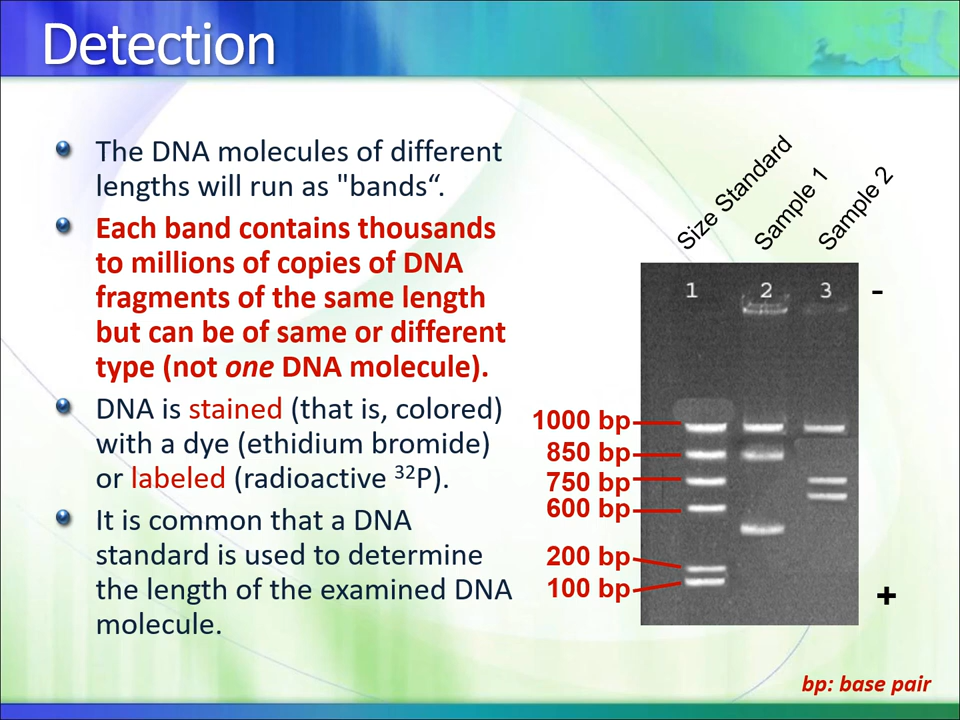 Detection
The DNA molecules of different
lengths will run as "bands“.
Each band contains thousands
to millions of copies of DNA
fragments of the same length
but can be of same or different
type (not one DNA molecule).
DNA is stained (that is, colored)
with a dye (ethidium bromide)
or labeled (radioactive ³²P).
It is common that a DNA
standard is used to determine
the length of the examined DNA
molecule.
Size Standard
Sample 1
Sample 2
1 2 3 -
1000 bp
850 bp
750 bp
600 bp
200 bp
100 bp
+
bp: base pair